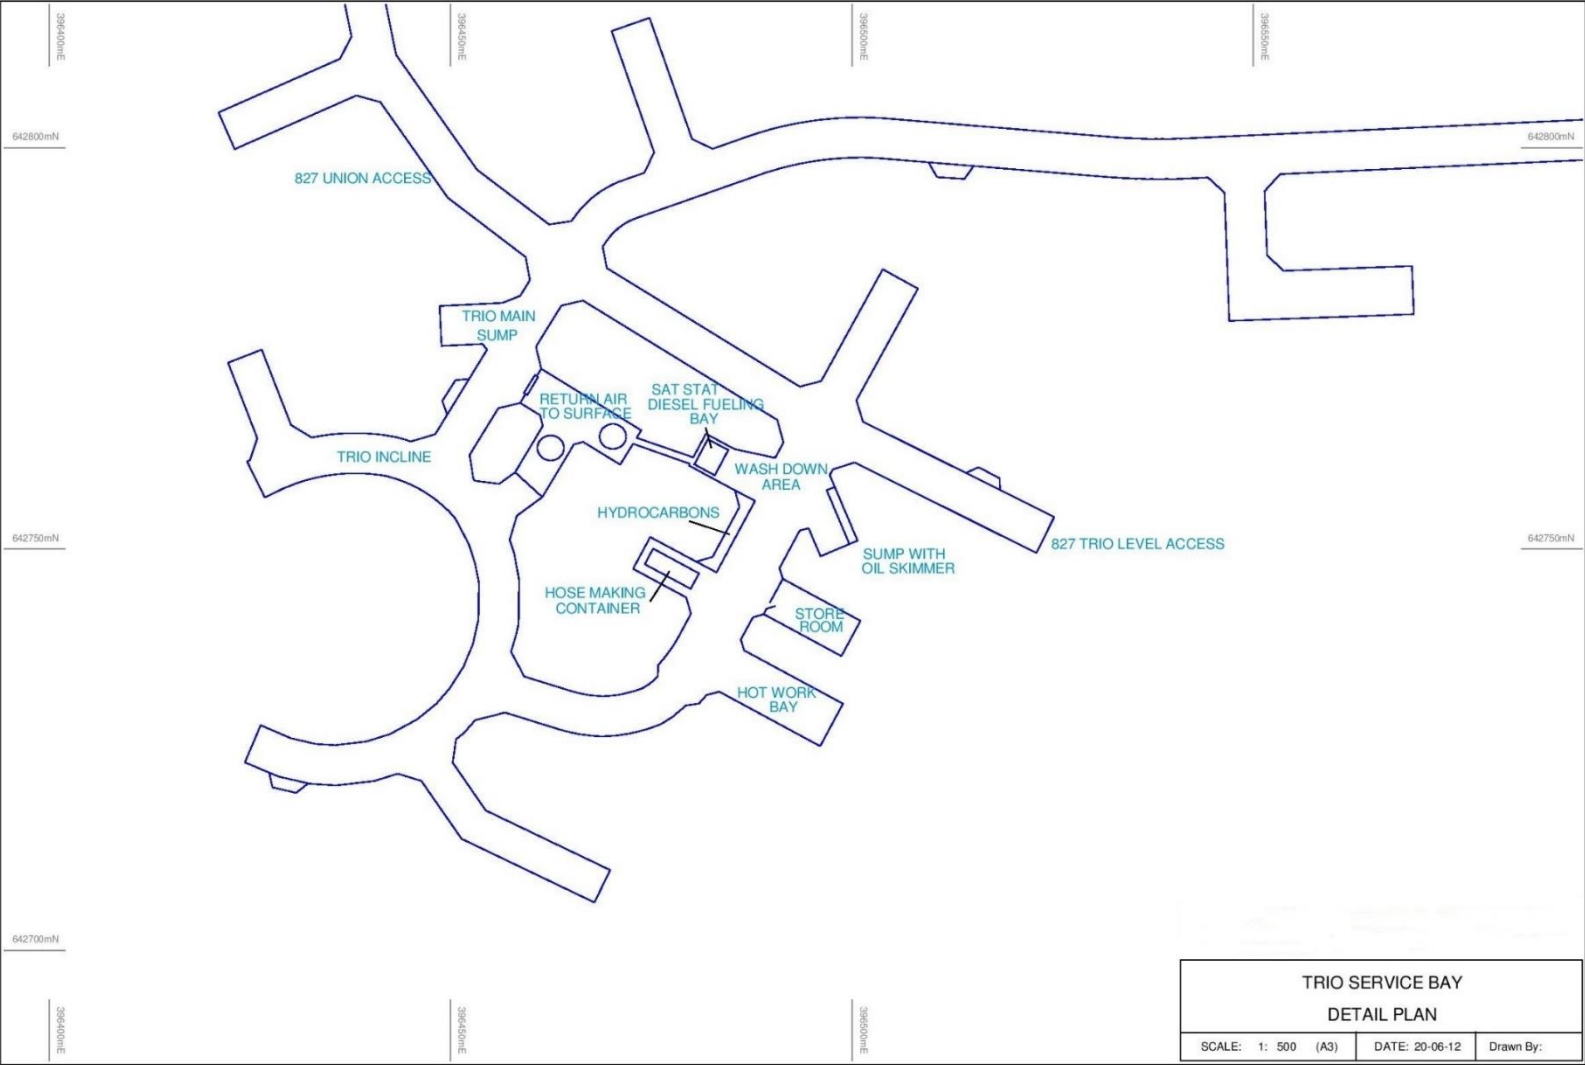 396400mE
396450mE
396500mE
396550mE
642800mN
642800mN
827 UNION ACCESS
TRIO MAIN
SUMP
RETURN AIR
TO SURFACE
SAT STAT
DIESEL FUELING
BAY
TRIO INCLINE
WASH DOWN
AREA
HYDROCARBONS
642750mN
827 TRIO LEVEL ACCESS
642750mN
SUMP WITH
OIL SKIMMER
HOSE MAKING
CONTAINER
STORE
ROOM
HOT WORK
BAY
642700mN
TRIO SERVICE BAY
DETAIL PLAN
SCALE: 1: 500 (A3) DATE: 20-06-12 Drawn By:
396400mE
396450mE
396500mE